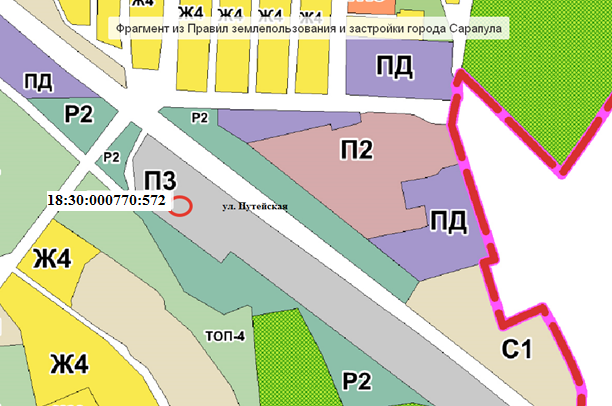 Ж4 Ж4 Ж4 Ж4
Фрагмент из Правил землепользования и застройки города Сарапула
ПД
ПД
Р2
Р2
Р2
П2
П3
18:30:000770:572
ул. Путейская
ПД
Ж4
ТОП-4
С1
Ж4
Р2